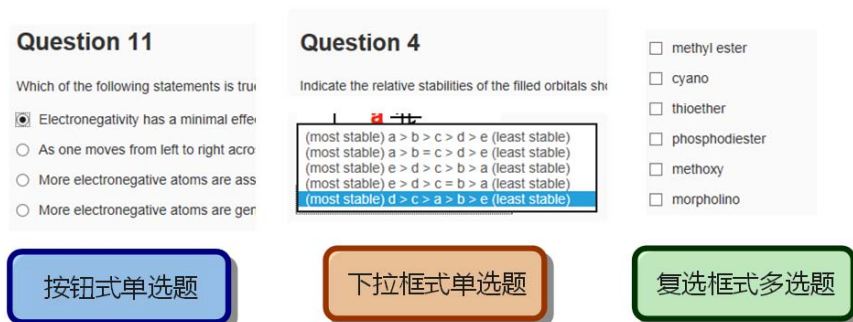 Question 11
Which of the following statements is true
Electronegativity has a minimal effe
As one moves from left to right acro
More electronegative atoms are ass
More electronegative atoms are ger
按钮式单选题
Question 4
Indicate the relative stabilities of the filled orbitals sho
a
(most stable) a > b > c > d > e (least stable)
(most stable) a > b = c > d > e (least stable)
(most stable) e > d > c > b > a (least stable)
(most stable) e > d > c = b > a (least stable)
(most stable) d > c > a > b > e (least stable)
下拉框式单选题
methyl ester
cyano
thioether
phosphodiester
methoxy
morpholino
复选框式多选题